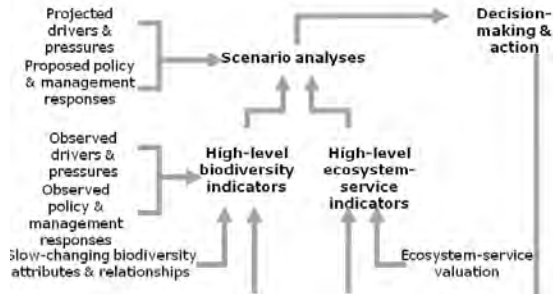 Projected
drivers &
pressures
Proposed policy
& management
responses
Scenario analyses
Decision-
making &
action
Observed
drivers &
pressures
Observed
policy &
management
responses
High-level
biodiversity
indicators
High-level
ecosystem-
service
indicators
Slow-changing biodiversity
attributes & relationships
Ecosystem-service
valuation